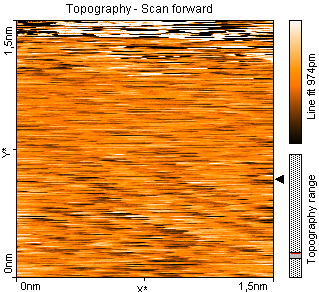 Topography - Scan forward
1,5nm
Y*
0nm
0nm
X*
1,5nm
Line fit 974pm
Topography range